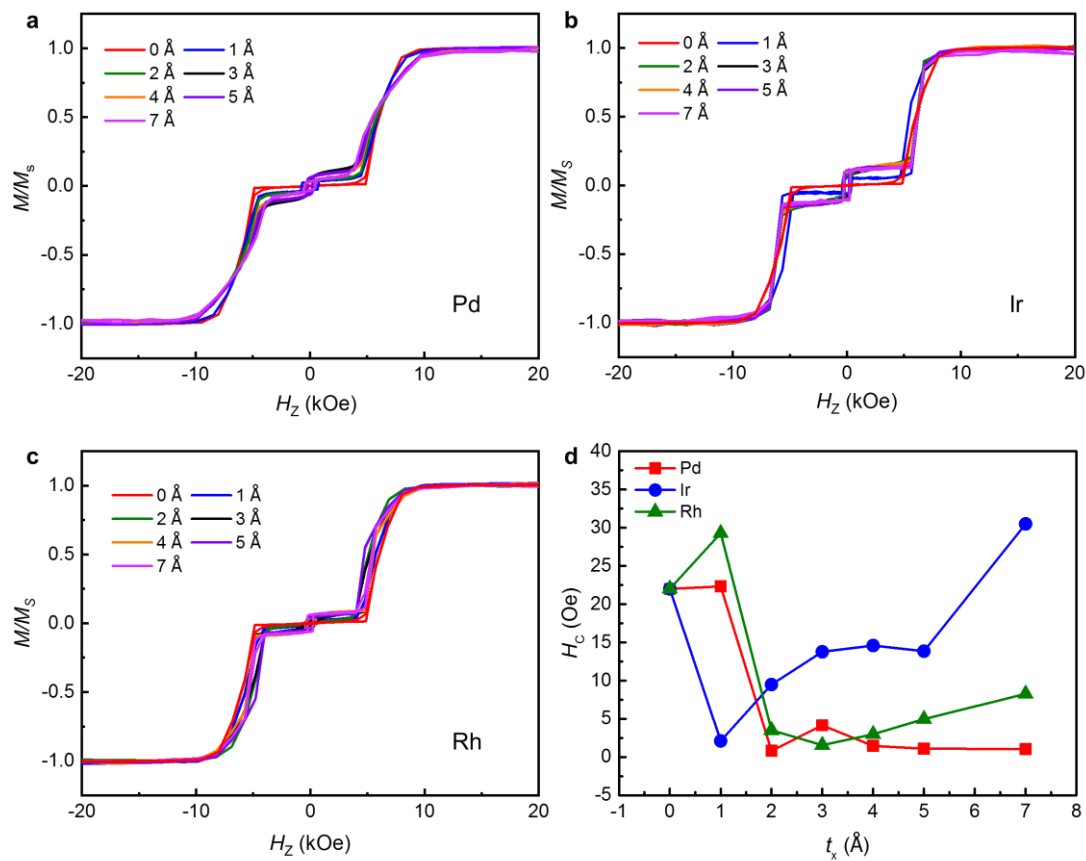 a
1.0
0.5
0.0
-0.5
-1.0
M/Ms
0 Å 1 Å
2 Å 3 Å
4 Å 5 Å
7 Å
Pd
-20 -10 0 10 20
HZ (kOe)
b
1.0
0.5
0.0
-0.5
-1.0
M/MS
0 Å 1 Å
2 Å 3 Å
4 Å 5 Å
7 Å
Ir
-20 -10 0 10 20
HZ (kOe)
c
1.0
0.5
0.0
-0.5
-1.0
M/MS
0 Å 1 Å
2 Å 3 Å
4 Å 5 Å
7 Å
Rh
-20 -10 0 10 20
HZ (kOe)
d
40
35
30
25
20
15
10
5
0
-5
Hc (Oe)
Pd
Ir
Rh
-1 0 1 2 3 4 5 6 7 8
tx (Å)